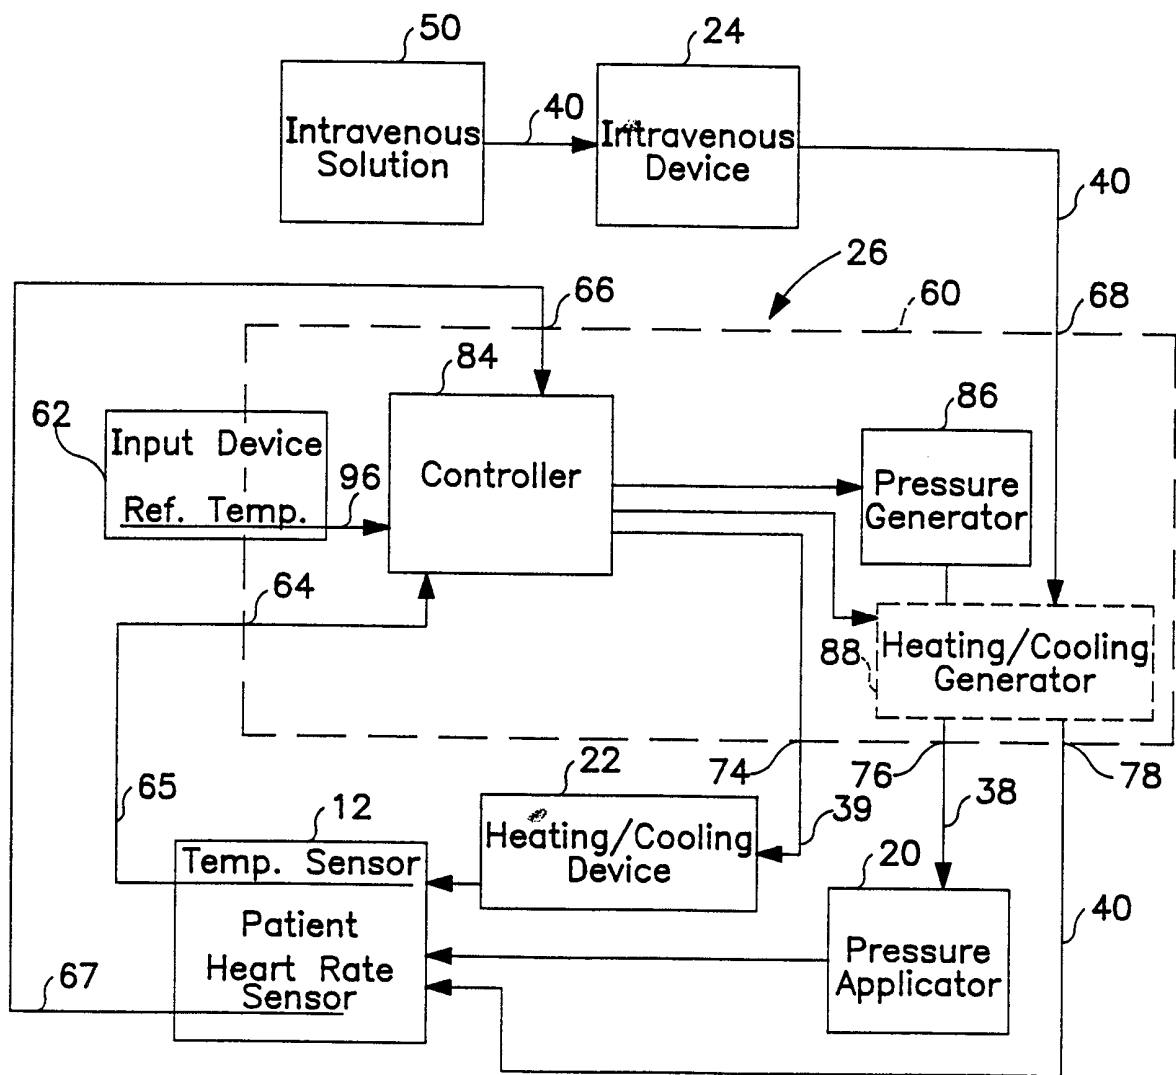 50
24
40
Intravenous
Solution
Intravenous
Device
40
26
66
60
68
84
86
62
Input Device
Ref. Temp.
96
Controller
Pressure
Generator
64
88
Heating/Cooling
Generator
74
76
78
65
22
39
38
12
20
Temp. Sensor
Heating/Cooling
Device
40
Patient
Heart Rate
Sensor
Pressure
Applicator
67